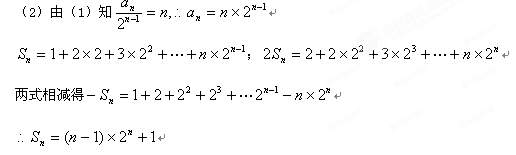 （2）由（1）知 a_n/2^{n-1} = n,∴ a_n = n×2^{n-1}
S_n = 1+2×2+3×2^2+⋯+n×2^{n-1}；2S_n = 2+2×2^2+3×2^3+⋯+n×2^n
两式相减得 −S_n = 1+2+2^2+2^3+⋯2^{n-1}−n×2^n
∴ S_n = (n−1)×2^n+1